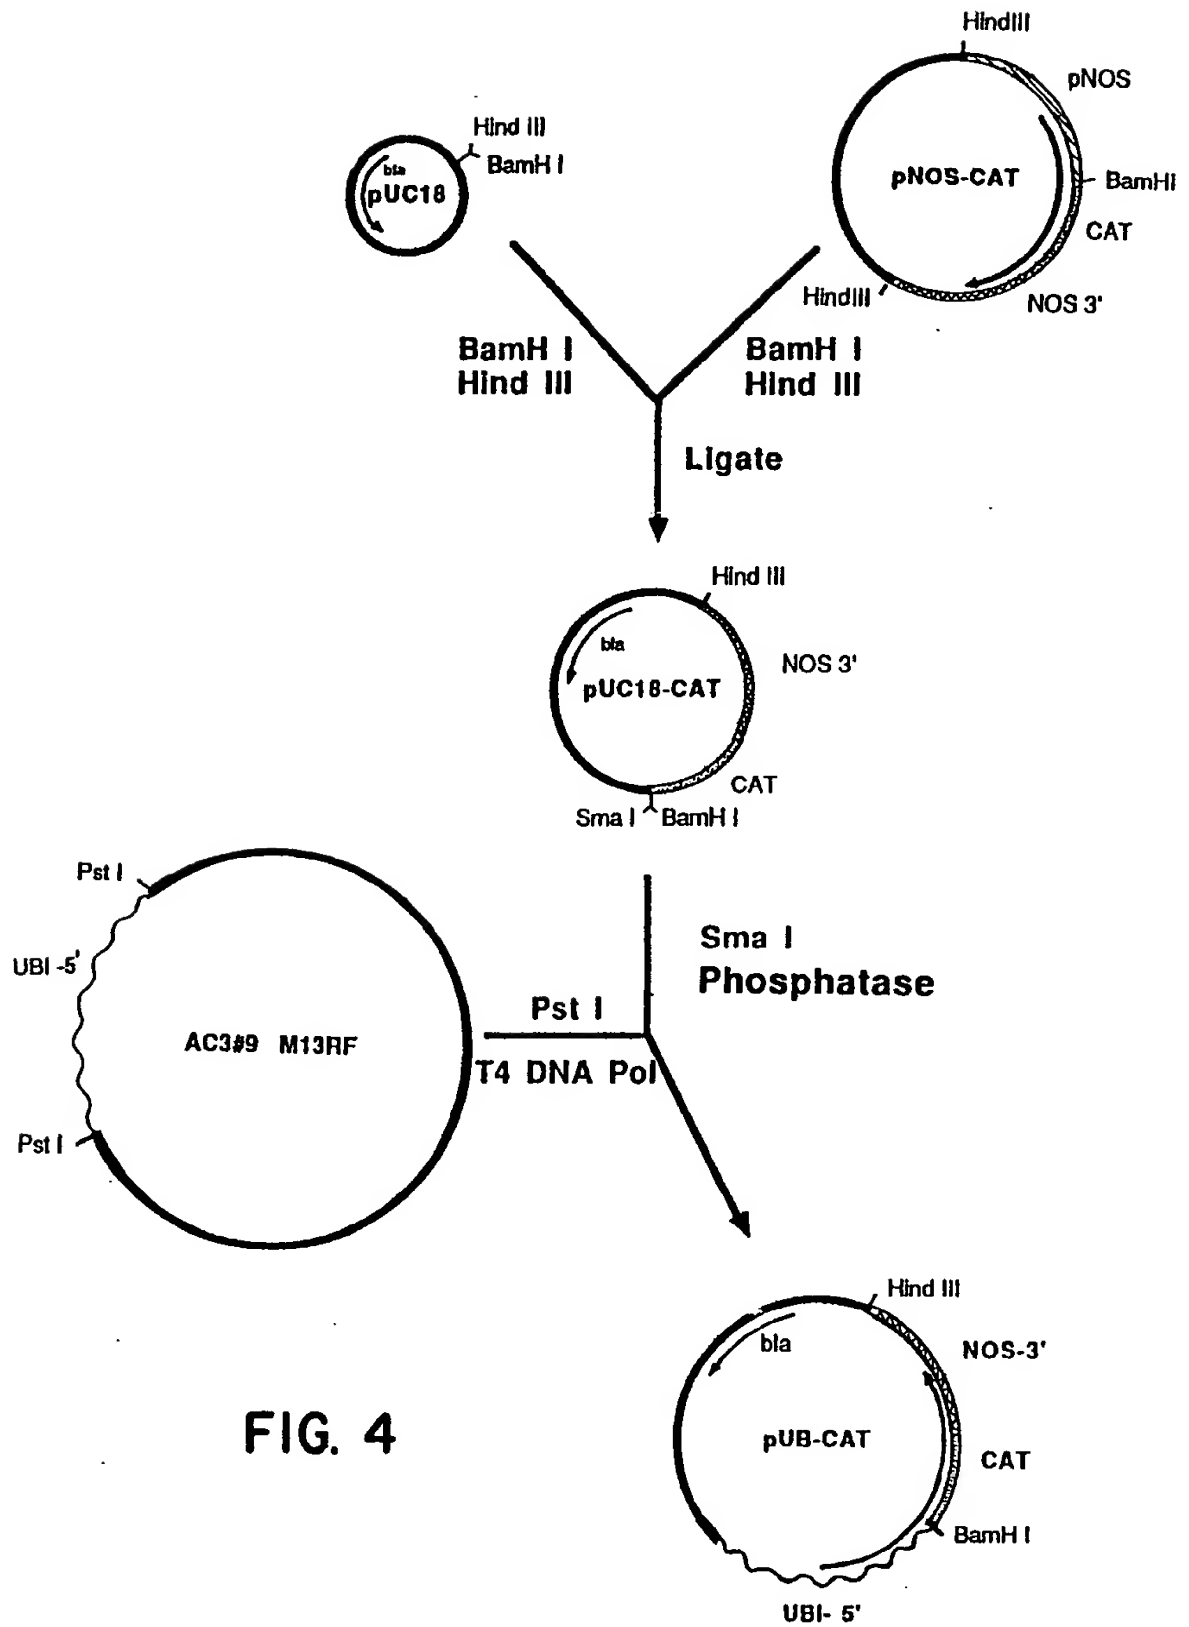 HindIII
pNOS
pNOS-CAT
BamHI
CAT
NOS 3'
HindIII
Hind III
BamH I
bla
pUC18
BamH I
Hind III
BamH I
Hind III
Ligate
Hind III
bla
NOS 3'
pUC18-CAT
CAT
Sma I
BamH I
Pst I
UBI -5'
AC3#9 M13RF
Pst I
Sma I
Phosphatase
Pst I
T4 DNA Pol
Hind III
bla
NOS-3'
pUB-CAT
CAT
BamH I
UBI- 5'
FIG. 4